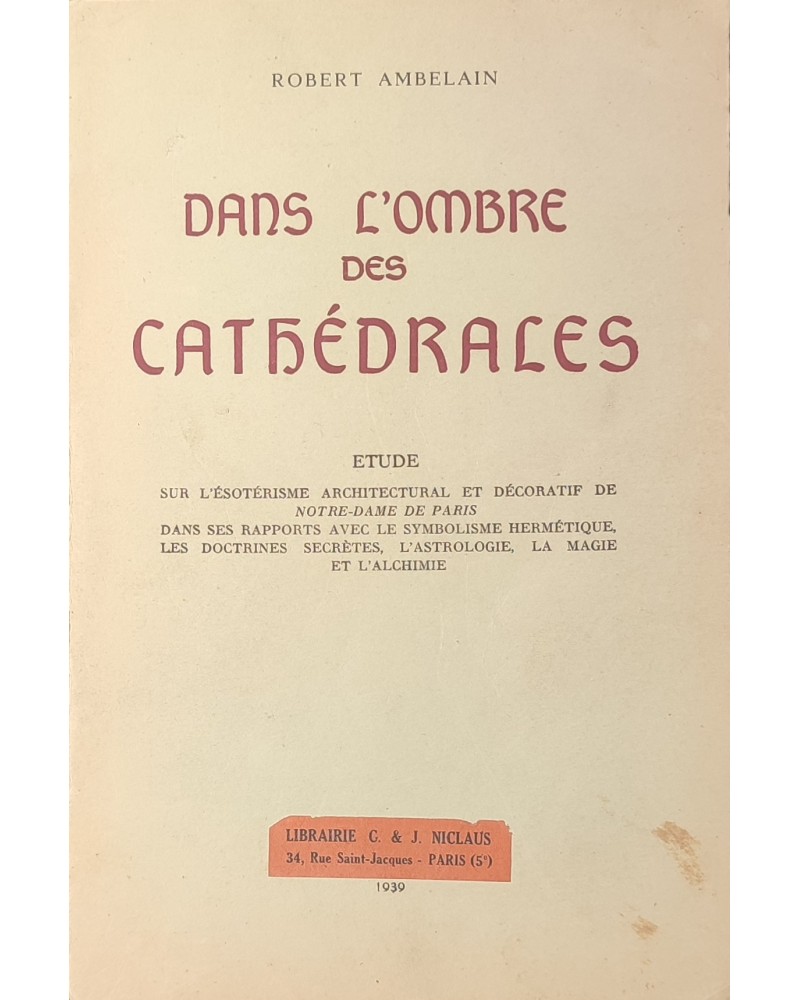 ROBERT AMBELAIN
DANS L'OMBRE
DES
CATHÉDRALES
ETUDE
SUR L'ÉSOTÉRISME ARCHITECTURAL ET DÉCORATIF DE
NOTRE-DAME DE PARIS
DANS SES RAPPORTS AVEC LE SYMBOLISME HERMÉTIQUE,
LES DOCTRINES SECRÈTES, L'ASTROLOGIE, LA MAGIE
ET L'ALCHIMIE
LIBRAIRIE G. & J. NICLAUS
34, Rue Saint-Jacques - PARIS (5e)
1939